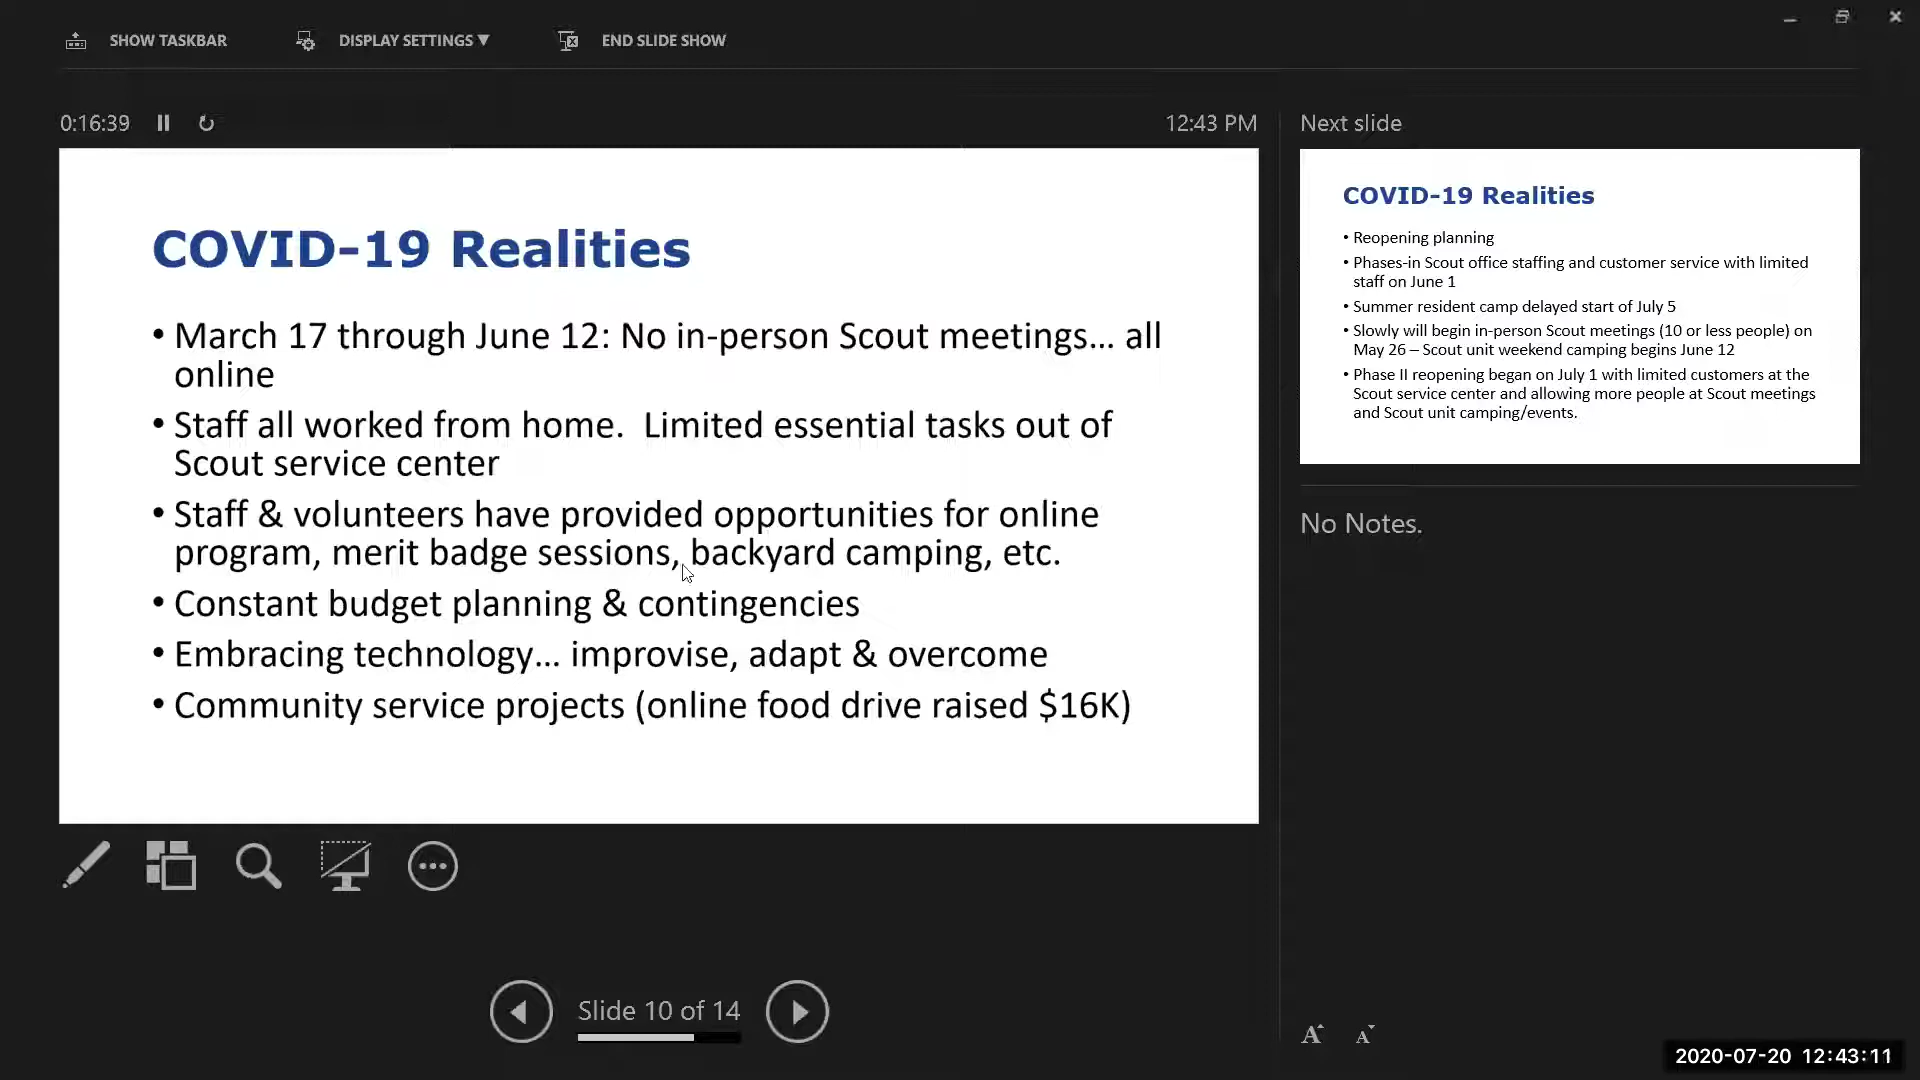 SHOW TASKBAR
DISPLAY SETTINGS ▼
END SLIDE SHOW
0:16:39
12:43 PM
COVID-19 Realities
• March 17 through June 12: No in-person Scout meetings... all
online
• Staff all worked from home.  Limited essential tasks out of
Scout service center
• Staff & volunteers have provided opportunities for online
program, merit badge sessions, backyard camping, etc.
• Constant budget planning & contingencies
• Embracing technology... improvise, adapt & overcome
• Community service projects (online food drive raised $16K)
Slide 10 of 14
Next slide
COVID-19 Realities
• Reopening planning
• Phases-in Scout office staffing and customer service with limited
staff on June 1
• Summer resident camp delayed start of July 5
• Slowly will begin in-person Scout meetings (10 or less people) on
May 26 – Scout unit weekend camping begins June 12
• Phase II reopening began on July 1 with limited customers at the
Scout service center and allowing more people at Scout meetings
and Scout unit camping/events.
No Notes.
A A
2020-07-20 12:43:11